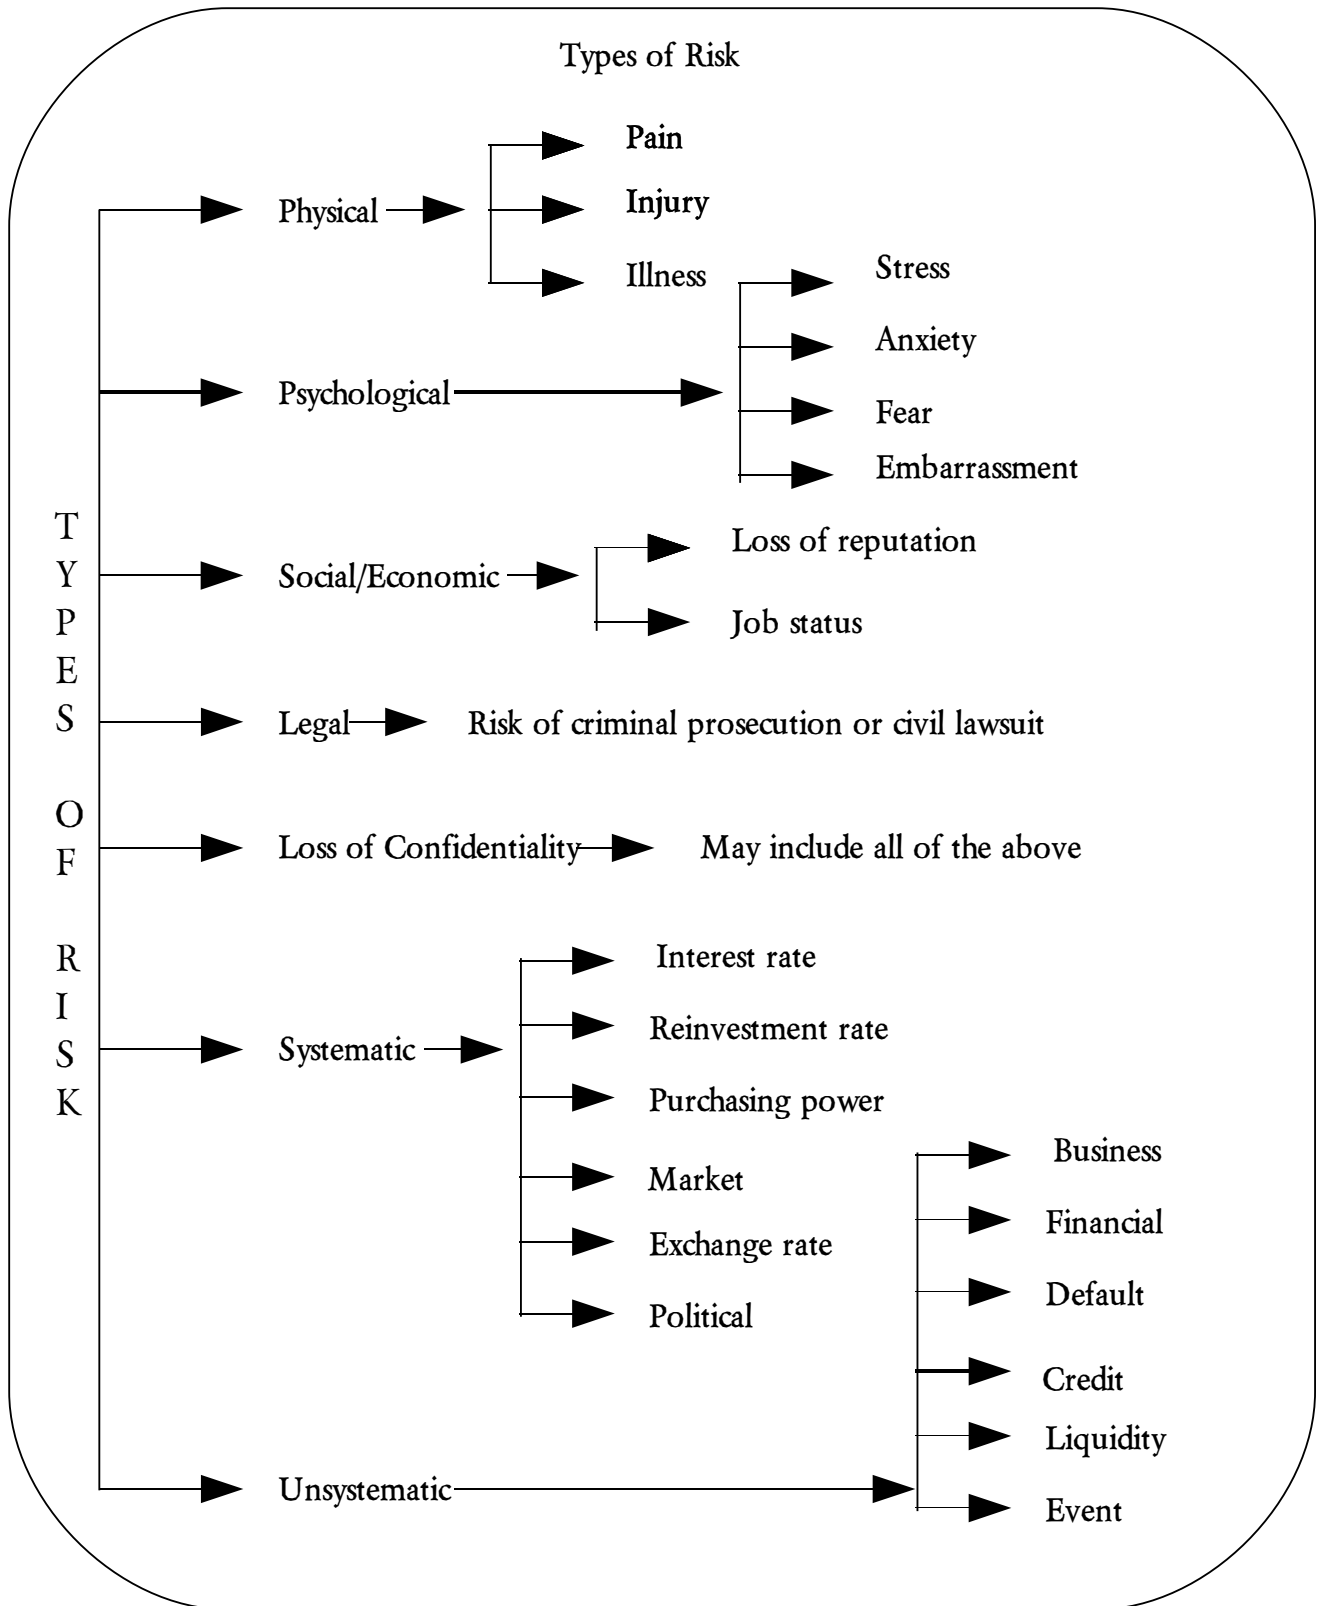 Types of Risk
Pain
Physical
Injury
Illness
Stress
Anxiety
Psychological
Fear
Embarrassment
Loss of reputation
Social/Economic
Job status
Legal
Risk of criminal prosecution or civil lawsuit
Loss of Confidentiality
May include all of the above
Interest rate
Reinvestment rate
Systematic
Purchasing power
Market
Exchange rate
Political
Business
Financial
Default
Credit
Liquidity
Unsystematic
Event
T
Y
P
E
S
O
F
R
I
S
K